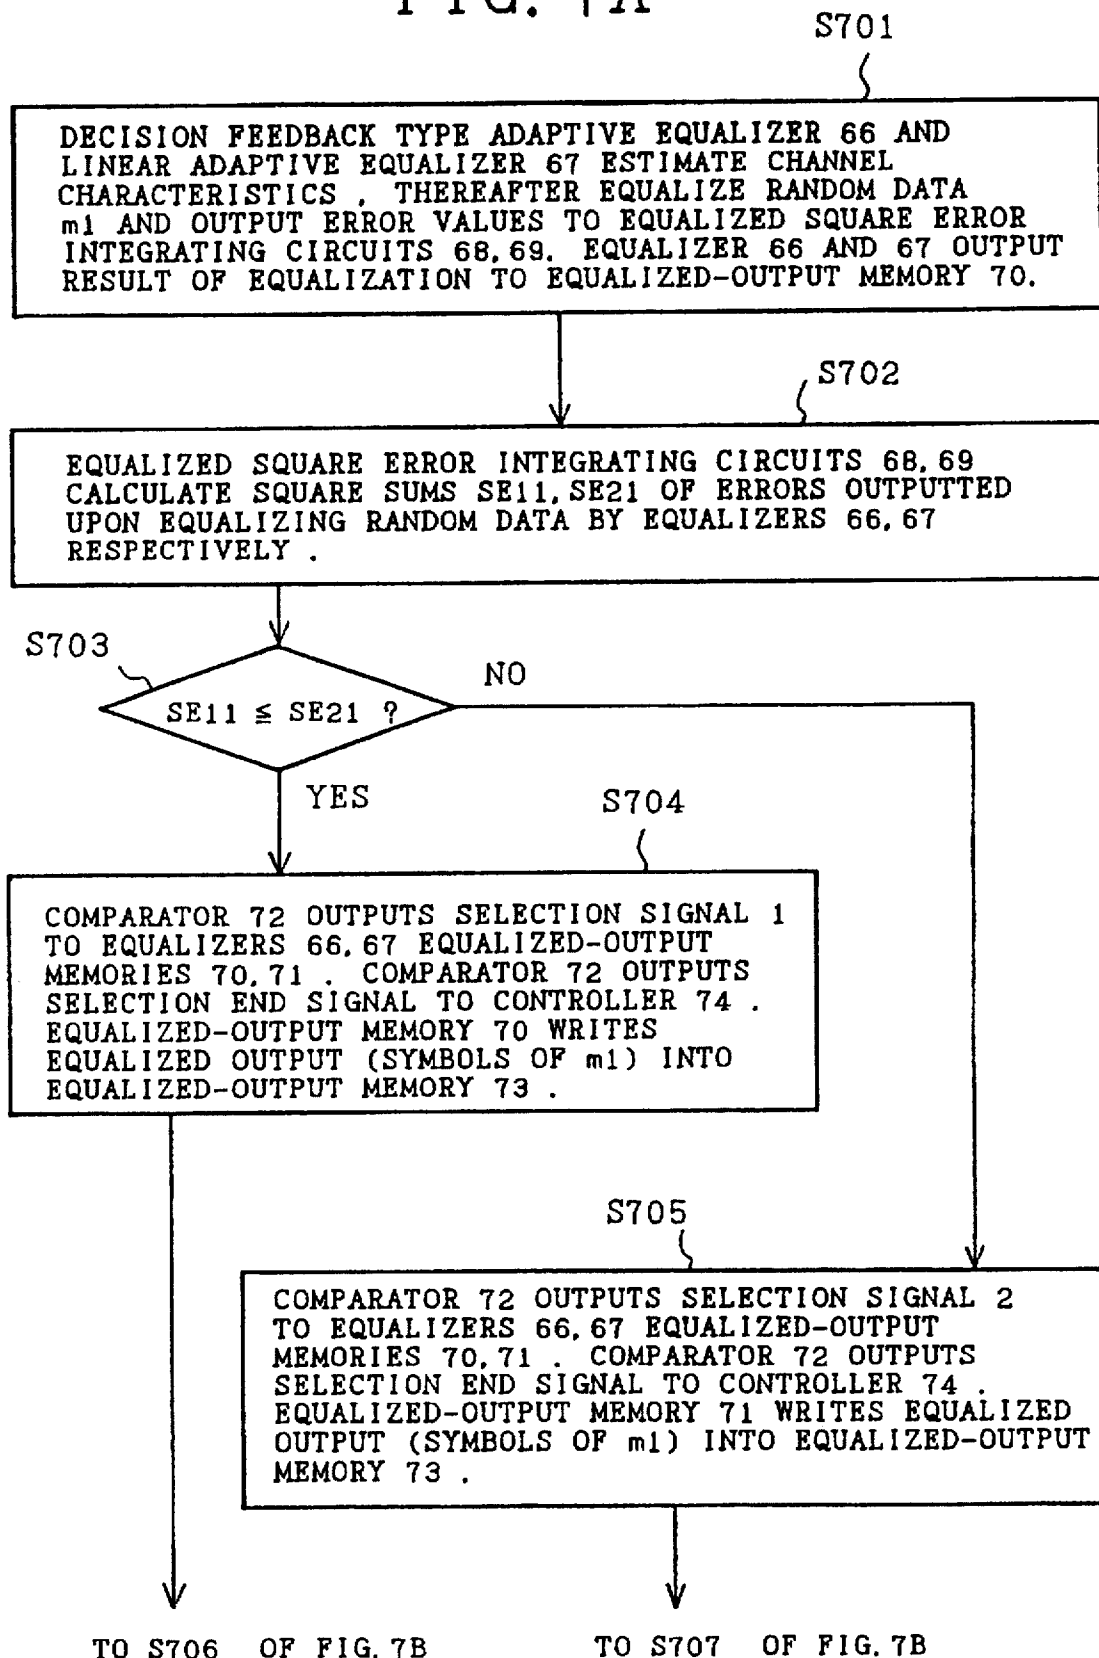 FIG. 7A
S701
DECISION FEEDBACK TYPE ADAPTIVE EQUALIZER 66 AND
LINEAR ADAPTIVE EQUALIZER 67 ESTIMATE CHANNEL
CHARACTERISTICS . THEREAFTER EQUALIZE RANDOM DATA
m1 AND OUTPUT ERROR VALUES TO EQUALIZED SQUARE ERROR
INTEGRATING CIRCUITS 68,69. EQUALIZER 66 AND 67 OUTPUT
RESULT OF EQUALIZATION TO EQUALIZED-OUTPUT MEMORY 70.
S702
EQUALIZED SQUARE ERROR INTEGRATING CIRCUITS 68,69
CALCULATE SQUARE SUMS SE11,SE21 OF ERRORS OUTPUTTED
UPON EQUALIZING RANDOM DATA BY EQUALIZERS 66,67
RESPECTIVELY .
S703
SE11 ≦ SE21 ?
NO
YES
S704
COMPARATOR 72 OUTPUTS SELECTION SIGNAL 1
TO EQUALIZERS 66,67 EQUALIZED-OUTPUT
MEMORIES 70,71 . COMPARATOR 72 OUTPUTS
SELECTION END SIGNAL TO CONTROLLER 74 .
EQUALIZED-OUTPUT MEMORY 70 WRITES
EQUALIZED OUTPUT (SYMBOLS OF m1) INTO
EQUALIZED-OUTPUT MEMORY 73 .
S705
COMPARATOR 72 OUTPUTS SELECTION SIGNAL 2
TO EQUALIZERS 66,67 EQUALIZED-OUTPUT
MEMORIES 70,71 . COMPARATOR 72 OUTPUTS
SELECTION END SIGNAL TO CONTROLLER 74 .
EQUALIZED-OUTPUT MEMORY 71 WRITES EQUALIZED
OUTPUT (SYMBOLS OF m1) INTO EQUALIZED-OUTPUT
MEMORY 73 .
TO S706 OF FIG. 7B
TO S707 OF FIG. 7B